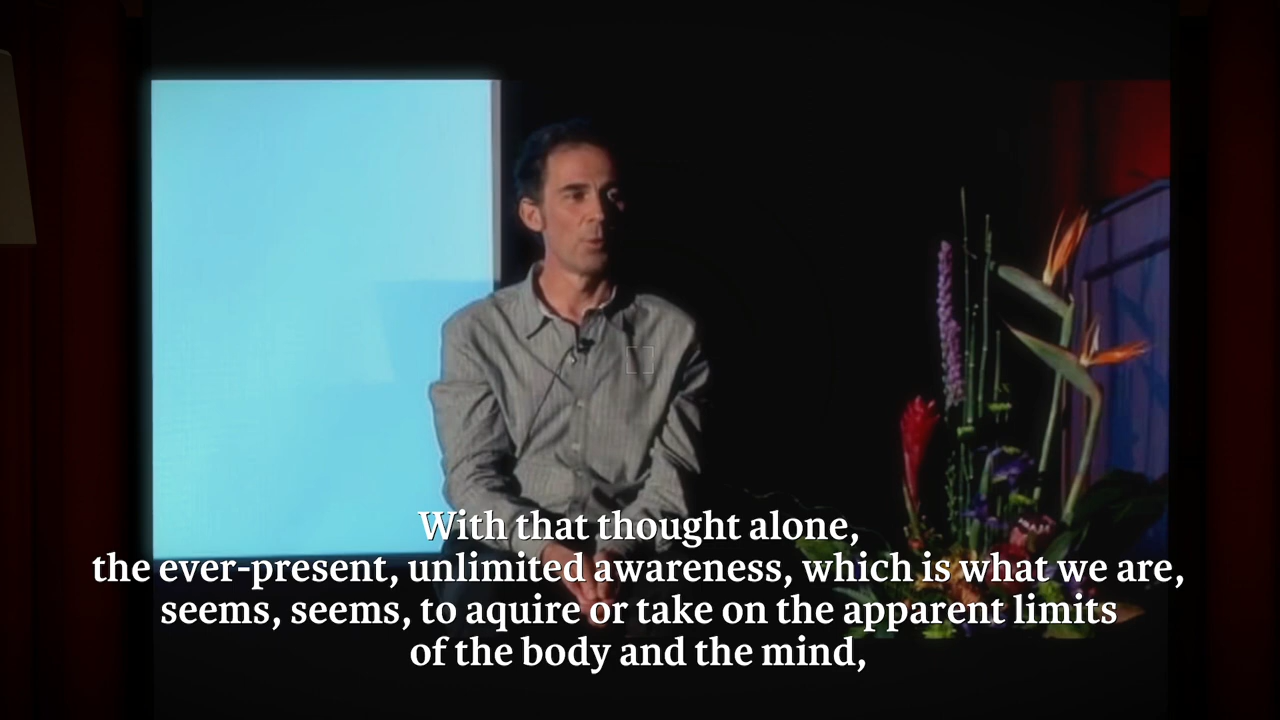 With that thought alone,
the ever-present, unlimited awareness, which is what we are,
seems, seems, to aquire or take on the apparent limits
of the body and the mind,